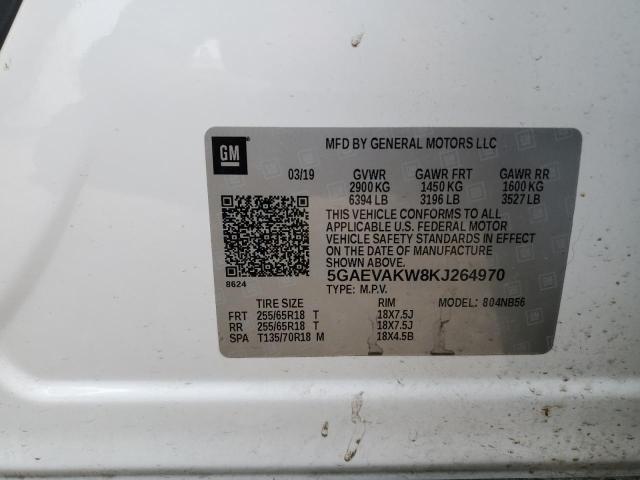 GM
MFD BY GENERAL MOTORS LLC
03/19 GVWR GAWR FRT GAWR RR
2900 KG 1450 KG 1600 KG
6394 LB 3196 LB 3527 LB
THIS VEHICLE CONFORMS TO ALL
APPLICABLE U.S. FEDERAL MOTOR
VEHICLE SAFETY STANDARDS IN EFFECT
ON THE DATE OF MANUFACTURE
SHOWN ABOVE.
8624 5GAEVAKW8KJ264970
TYPE: M.P.V.
TIRE SIZE RIM MODEL: 804NB56
FRT 255/65R18 T 18X7.5J
RR 255/65R18 T 18X7.5J
SPA T135/70R18 M 18X4.5B